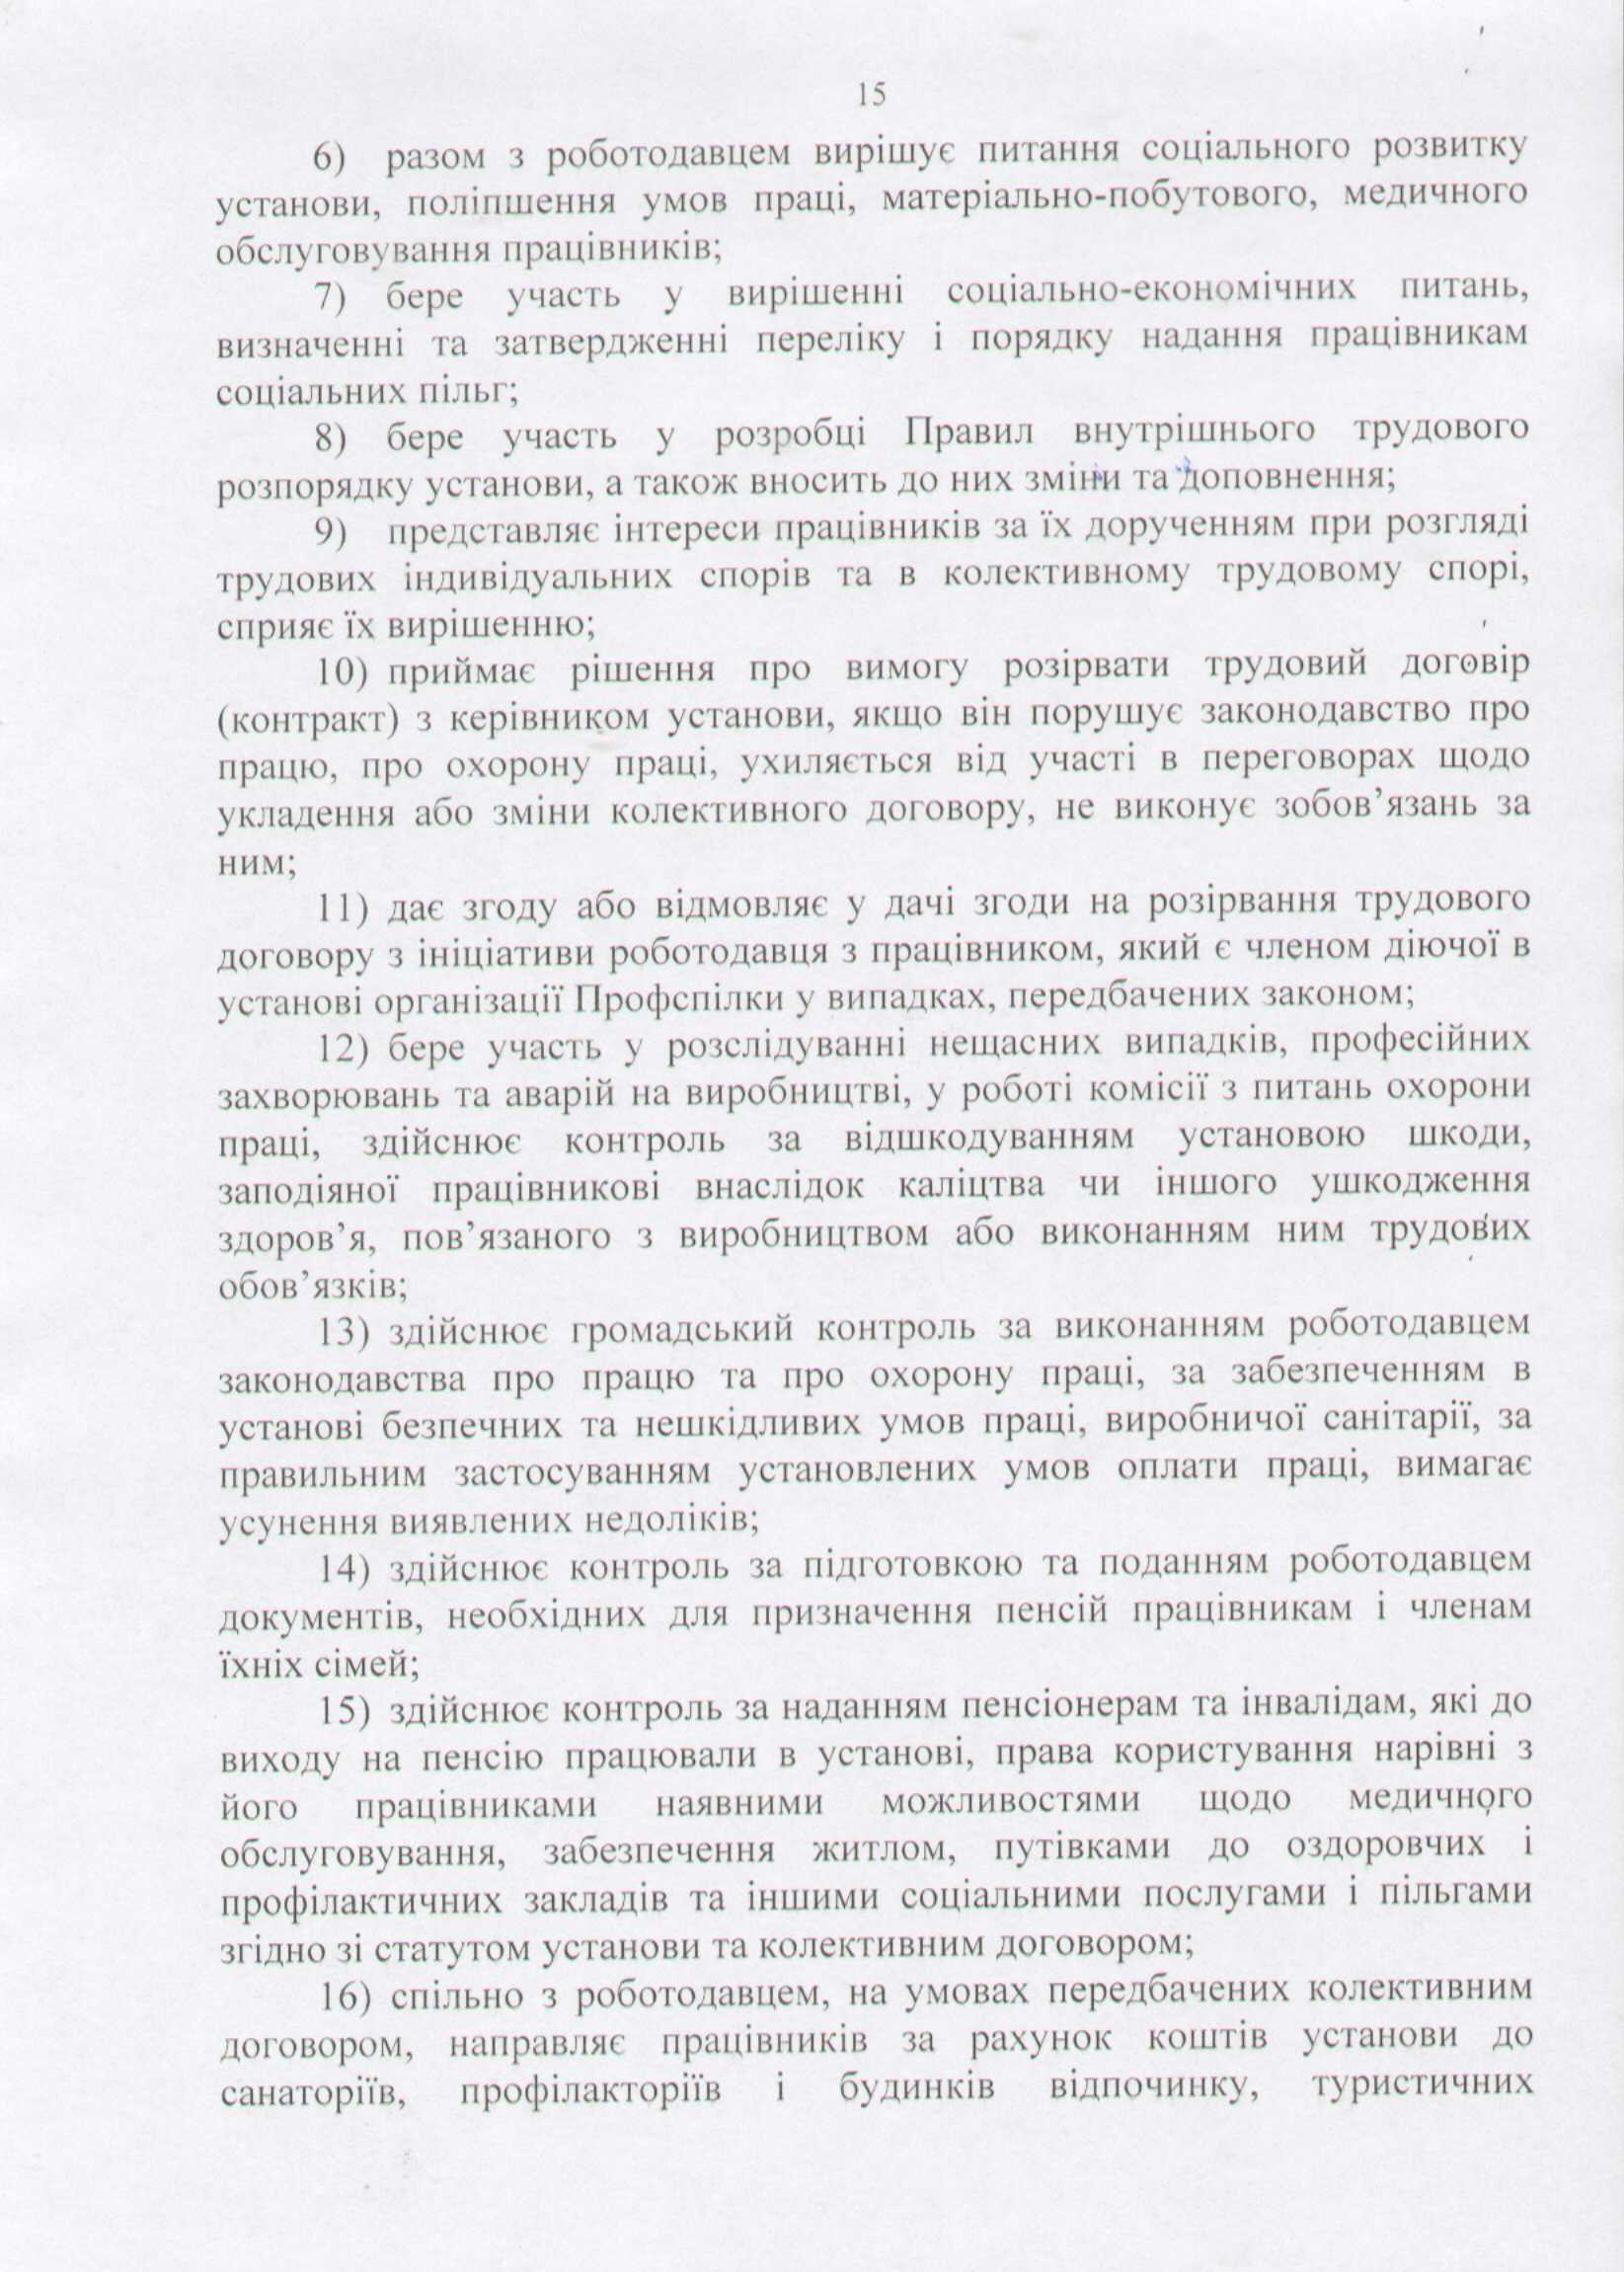 15
6) разом з роботодавцем вирішує питання соціального розвитку
установи, поліпшення умов праці, матеріально-побутового, медичного
обслуговування працівників;
7) бере участь у вирішенні соціально-економічних питань,
визначенні та затвердженні переліку і порядку надання працівникам
соціальних пільг;
8) бере участь у розробці Правил внутрішнього трудового
розпорядку установи, а також вносить до них зміни та доповнення;
9) представляє інтереси працівників за їх дорученням при розгляді
трудових індивідуальних спорів та в колективному трудовому спорі,
сприяє їх вирішенню;
10) приймає рішення про вимогу розірвати трудовий договір
(контракт) з керівником установи, якщо він порушує законодавство про
працю, про охорону праці, ухиляється від участі в переговорах щодо
укладення або зміни колективного договору, не виконує зобов’язань за
ним;
11) дає згоду або відмовляє у дачі згоди на розірвання трудового
договору з ініціативи роботодавця з працівником, який є членом діючої в
установі організації Профспілки у випадках, передбачених законом;
12) бере участь у розслідуванні нещасних випадків, професійних
захворювань та аварій на виробництві, у роботі комісії з питань охорони
праці, здійснює контроль за відшкодуванням установою шкоди,
заподіяної працівникові внаслідок каліцтва чи іншого ушкодження
здоров’я, пов’язаного з виробництвом або виконанням ним трудових
обов’язків;
13) здійснює громадський контроль за виконанням роботодавцем
законодавства про працю та про охорону праці, за забезпеченням в
установі безпечних та нешкідливих умов праці, виробничої санітарії, за
правильним застосуванням установлених умов оплати праці, вимагає
усунення виявлених недоліків;
14) здійснює контроль за підготовкою та поданням роботодавцем
документів, необхідних для призначення пенсій працівникам і членам
їхніх сімей;
15) здійснює контроль за наданням пенсіонерам та інвалідам, які до
виходу на пенсію працювали в установі, права користування нарівні з
його працівниками наявними можливостями щодо медичного
обслуговування, забезпечення житлом, путівками до оздоровчих і
профілактичних закладів та іншими соціальними послугами і пільгами
згідно зі статутом установи та колективним договором;
16) спільно з роботодавцем, на умовах передбачених колективним
договором, направляє працівників за рахунок коштів установи до
санаторіїв, профілакторіїв і будинків відпочинку, туристичних